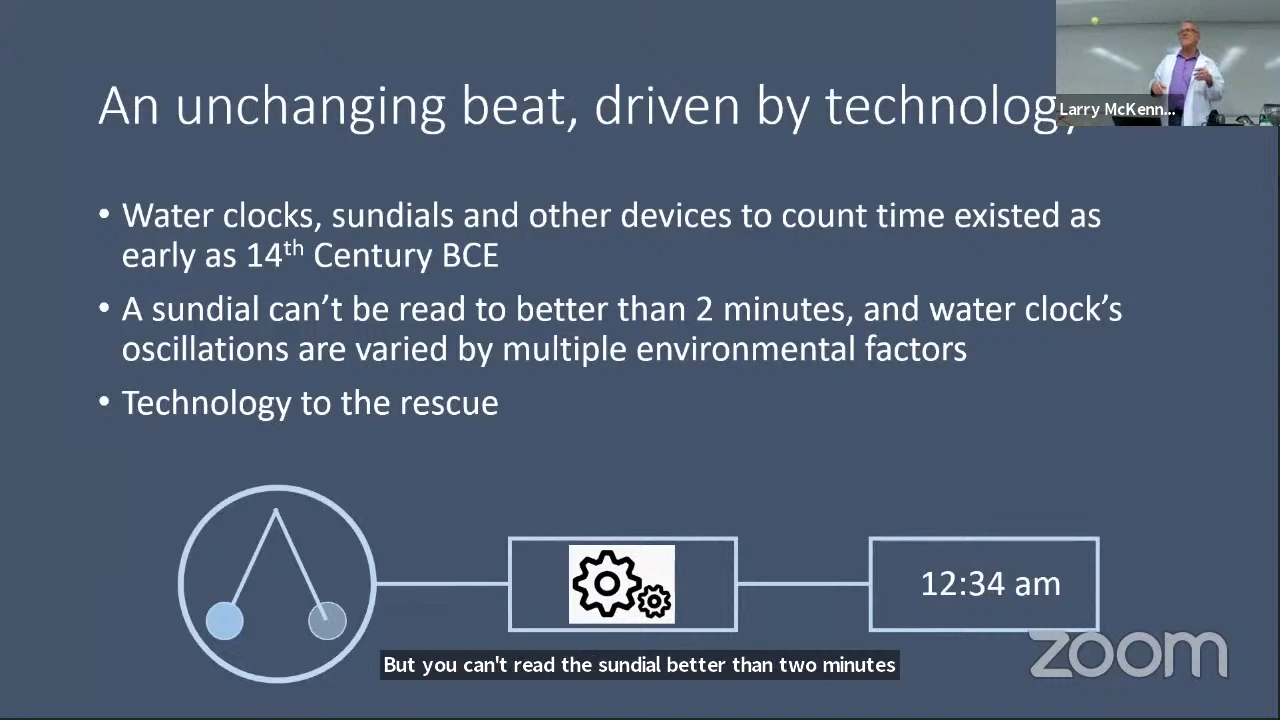 An unchanging beat, driven by technology
Larry McKenn...
• Water clocks, sundials and other devices to count time existed as
early as 14th Century BCE
• A sundial can’t be read to better than 2 minutes, and water clock’s
oscillations are varied by multiple environmental factors
• Technology to the rescue
12:34 am
zoom
But you can't read the sundial better than two minutes